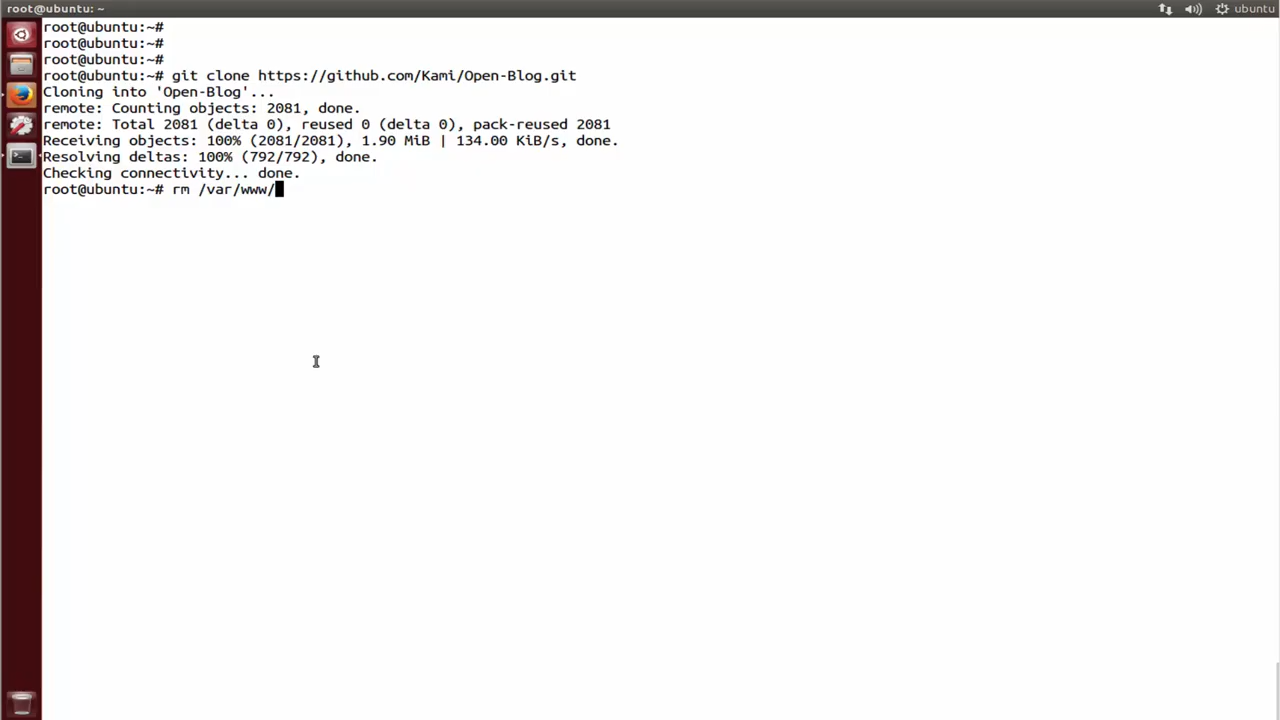 root@ubuntu: ~
ubuntu
root@ubuntu:~#
root@ubuntu:~#
root@ubuntu:~#
root@ubuntu:~# git clone https://github.com/Kami/Open-Blog.git
Cloning into 'Open-Blog'...
remote: Counting objects: 2081, done.
remote: Total 2081 (delta 0), reused 0 (delta 0), pack-reused 2081
Receiving objects: 100% (2081/2081), 1.90 MiB | 134.00 KiB/s, done.
Resolving deltas: 100% (792/792), done.
Checking connectivity... done.
root@ubuntu:~# rm /var/www/